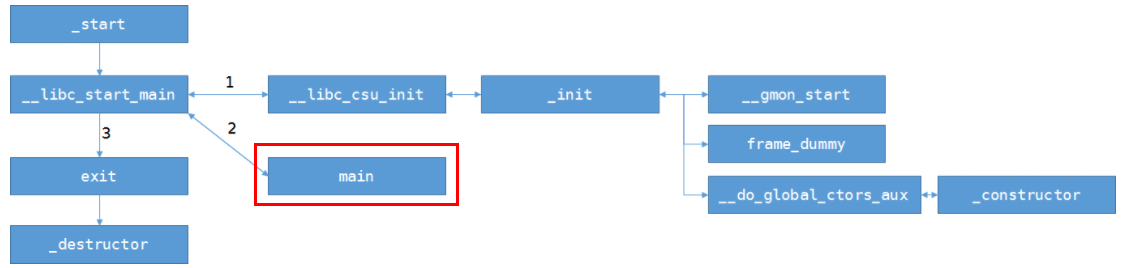 _start
__libc_start_main
1
__libc_csu_init
_init
__gmon_start
2
3
frame_dummy
exit
main
__do_global_ctors_aux
_constructor
_destructor